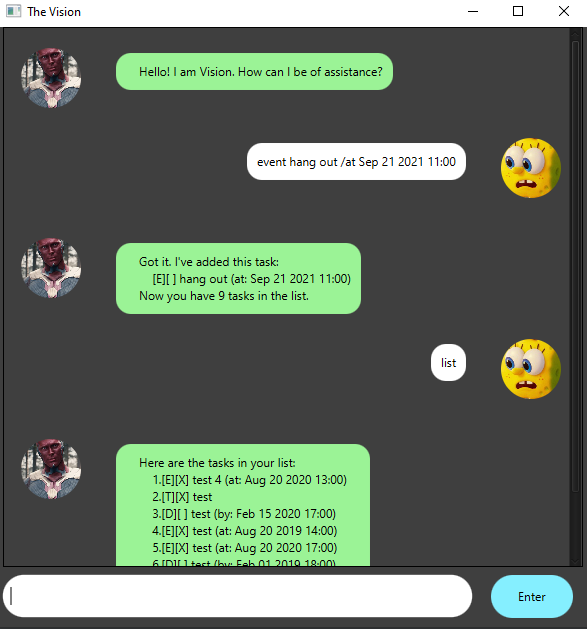 The Vision
Hello! I am Vision. How can I be of assistance?
event hang out /at Sep 21 2021 11:00
Got it. I've added this task:
[E][ ] hang out (at: Sep 21 2021 11:00)
Now you have 9 tasks in the list.
list
Here are the tasks in your list:
1.[E][X] test 4 (at: Aug 20 2020 13:00)
2.[T][X] test
3.[D][ ] test (by: Feb 15 2020 17:00)
4.[E][X] test (at: Aug 20 2019 14:00)
5.[E][X] test (at: Aug 20 2020 17:00)
6.[D][ ] test (by: Feb 01 2019 18:00)
Enter